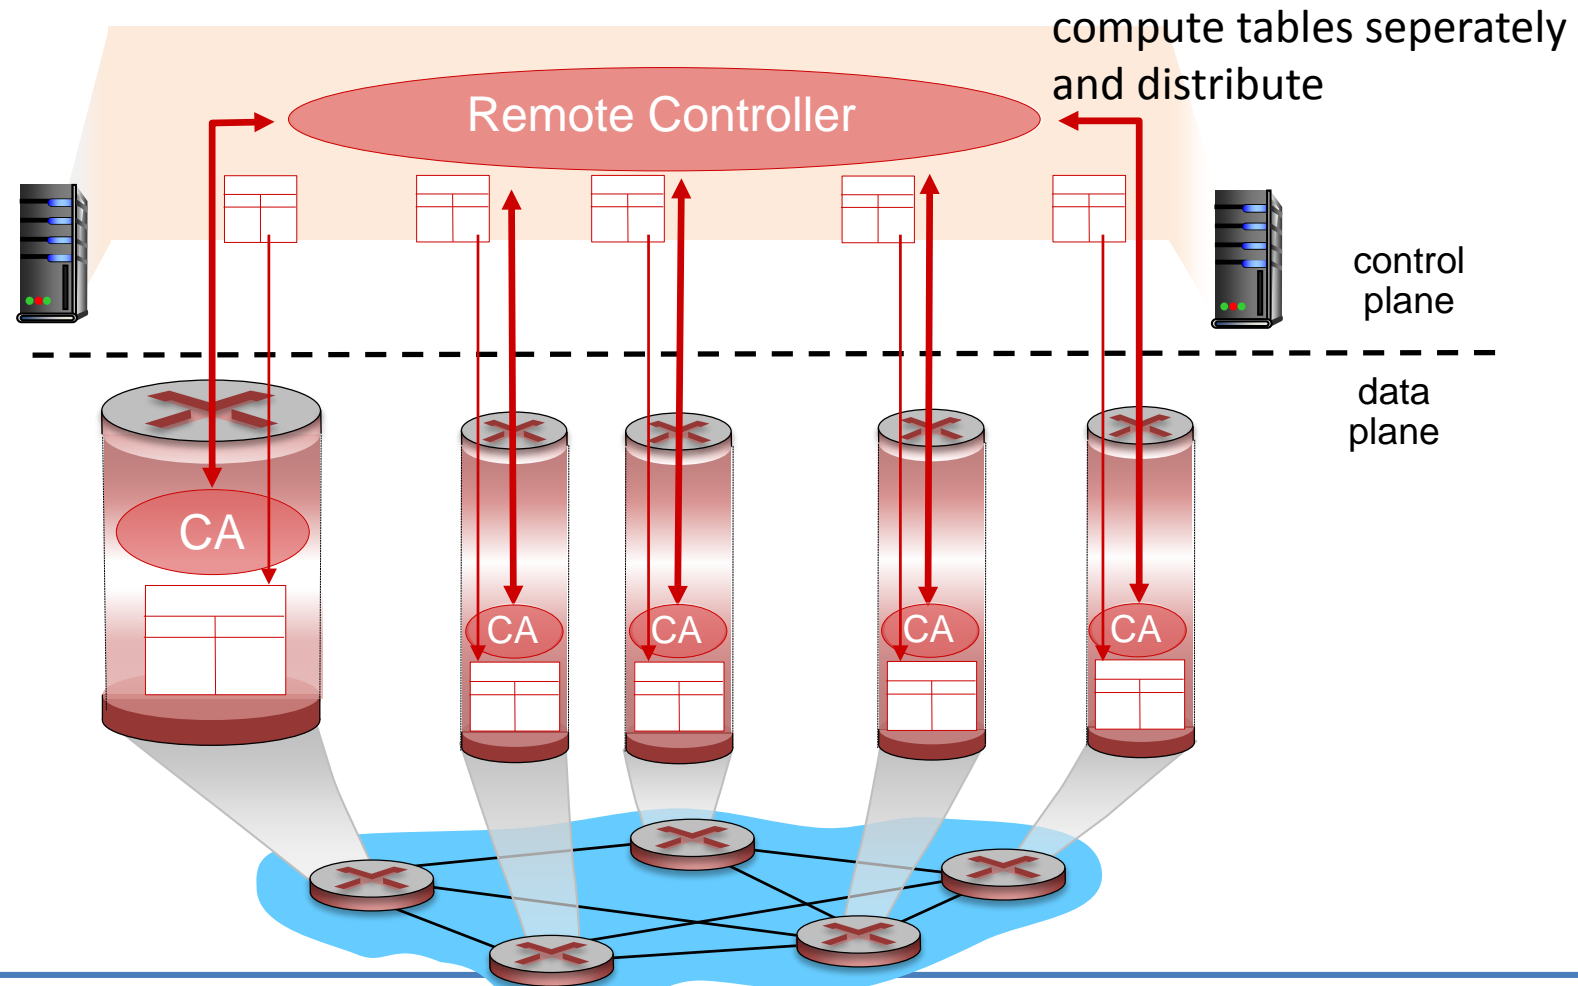 compute tables seperately
and distribute
Remote Controller
control
plane
data
plane
CA
CA
CA
CA
CA